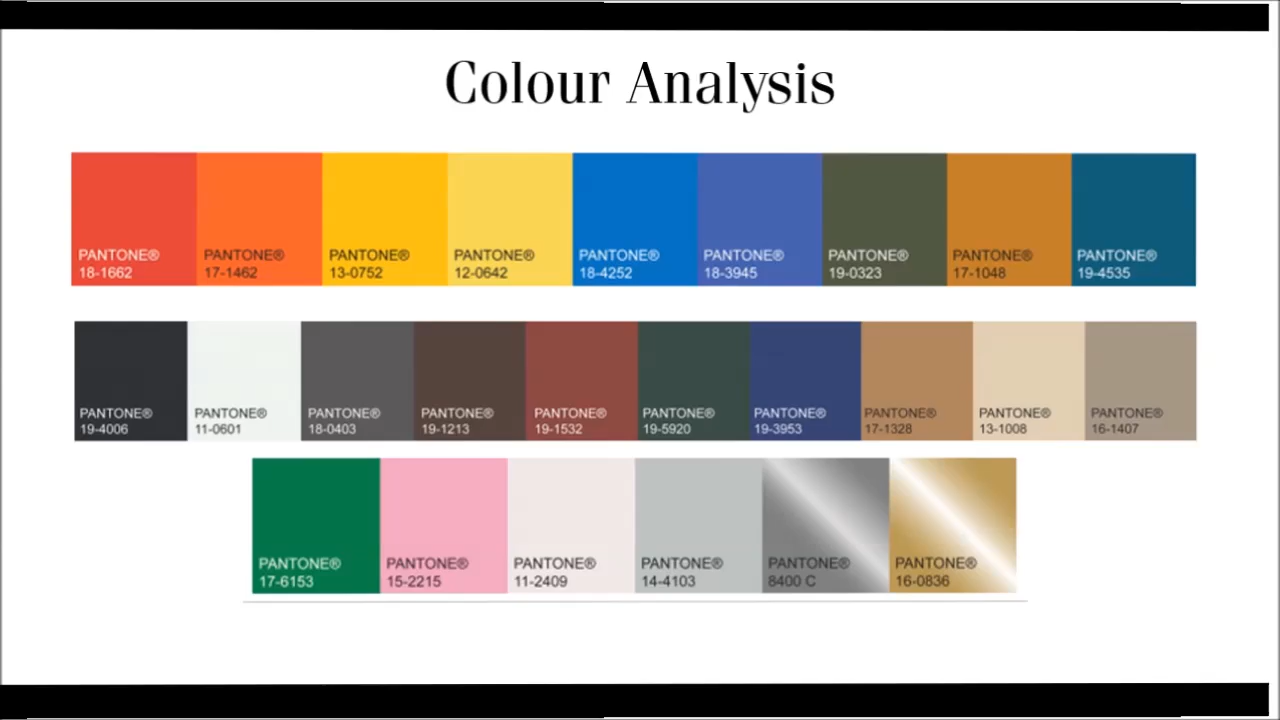 Colour Analysis
PANTONE®
18-1662
PANTONE®
17-1462
PANTONE®
13-0752
PANTONE®
12-0642
PANTONE®
18-4252
PANTONE®
18-3945
PANTONE®
19-0323
PANTONE®
17-1048
PANTONE®
19-4535
PANTONE®
19-4006
PANTONE®
11-0601
PANTONE®
18-0403
PANTONE®
19-1213
PANTONE®
19-1532
PANTONE®
19-5920
PANTONE®
19-3953
PANTONE®
17-1328
PANTONE®
13-1008
PANTONE®
16-1407
PANTONE®
17-6153
PANTONE®
15-2215
PANTONE®
11-2409
PANTONE®
14-4103
PANTONE®
8400 C
PANTONE®
16-0836